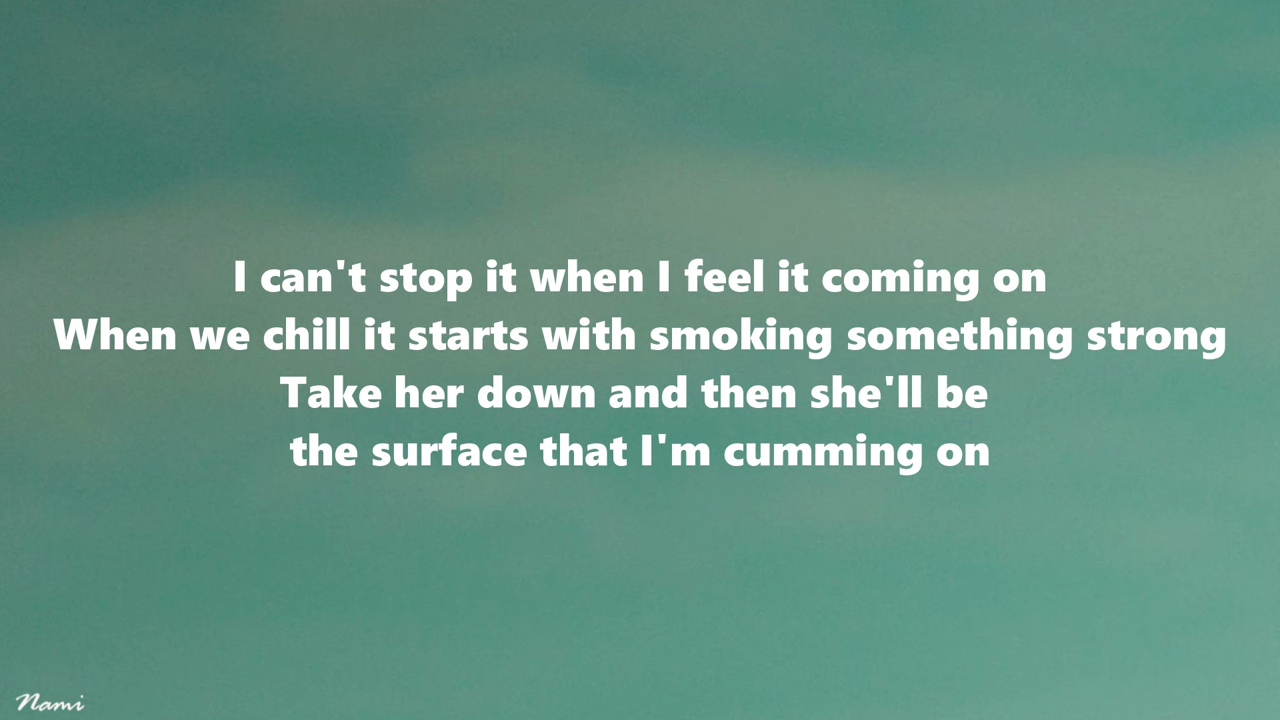 I can't stop it when I feel it coming on
When we chill it starts with smoking something strong
Take her down and then she'll be
the surface that I'm cumming on
Nami